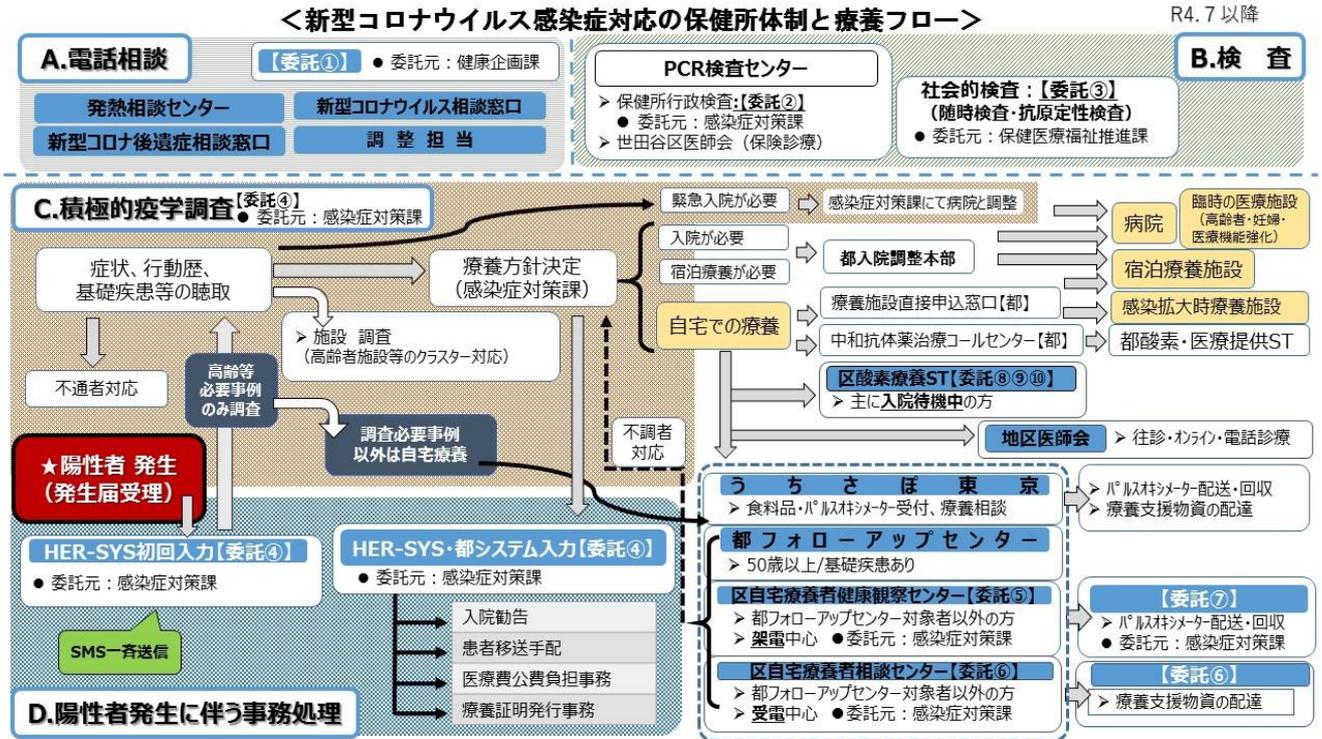 ＜新型コロナウイルス感染症対応の保健所体制と療養フロー＞
R4.7以降
A.電話相談
【委託①】 ● 委託元：健康企画課
発熱相談センター
新型コロナウイルス相談窓口
新型コロナ後遺症相談窓口
調整担当
B.検 査
PCR検査センター
➢ 保健所行政検査:【委託②】
● 委託元：感染症対策課
➢ 世田谷区医師会（保険診療）
社会的検査：【委託③】
（随時検査・抗原定性検査）
● 委託元：保健医療福祉推進課
C.積極的疫学調査
【委託④】
● 委託元：感染症対策課
症状、行動歴、
基礎疾患等の聴取
療養方針決定
（感染症対策課）
➢ 施設 調査
（高齢者施設等のクラスター対応）
不通者対応
高齢等
必要事例
のみ調査
調査必要事例
以外は自宅療養
不調者
対応
緊急入院が必要
感染症対策課にて病院と調整
入院が必要
宿泊療養が必要
都入院調整本部
自宅での療養
療養施設直接申込窓口【都】
中和抗体薬治療コールセンター【都】
病院
臨時の医療施設
（高齢者・妊婦・
医療機能強化）
宿泊療養施設
感染拡大時療養施設
都酸素・医療提供ST
区酸素療養ST【委託⑧⑨⑩】
➢ 主に入院待機中の方
地区医師会
➢ 往診・ｵﾝﾗｲﾝ・電話診療
★陽性者 発生
（発生届受理）
HER-SYS初回入力【委託④】
● 委託元：感染症対策課
SMS一斉送信
D.陽性者発生に伴う事務処理
HER-SYS・都システム入力【委託④】
● 委託元：感染症対策課
入院勧告
患者移送手配
医療費公費負担事務
療養証明発行事務
うちさぽ東京
➢ 食料品・ﾊﾟﾙｽｵｷｼﾒｰﾀｰ受付、療養相談
➢ ﾊﾟﾙｽｵｷｼﾒｰﾀｰ配送・回収
➢ 療養支援物資の配達
都フォローアップセンター
➢ 50歳以上/基礎疾患あり
区自宅療養者健康観察センター【委託⑤】
➢ 都フォローアップセンター対象者以外の方
➢ 架電中心 ●委託元：感染症対策課
【委託⑦】
➢ ﾊﾟﾙｽｵｷｼﾒｰﾀｰ配送・回収
● 委託元：感染症対策課
区自宅療養者相談センター【委託⑥】
➢ 都フォローアップセンター対象者以外の方
➢ 受電中心 ●委託元：感染症対策課
【委託⑥】
➢ 療養支援物資の配達